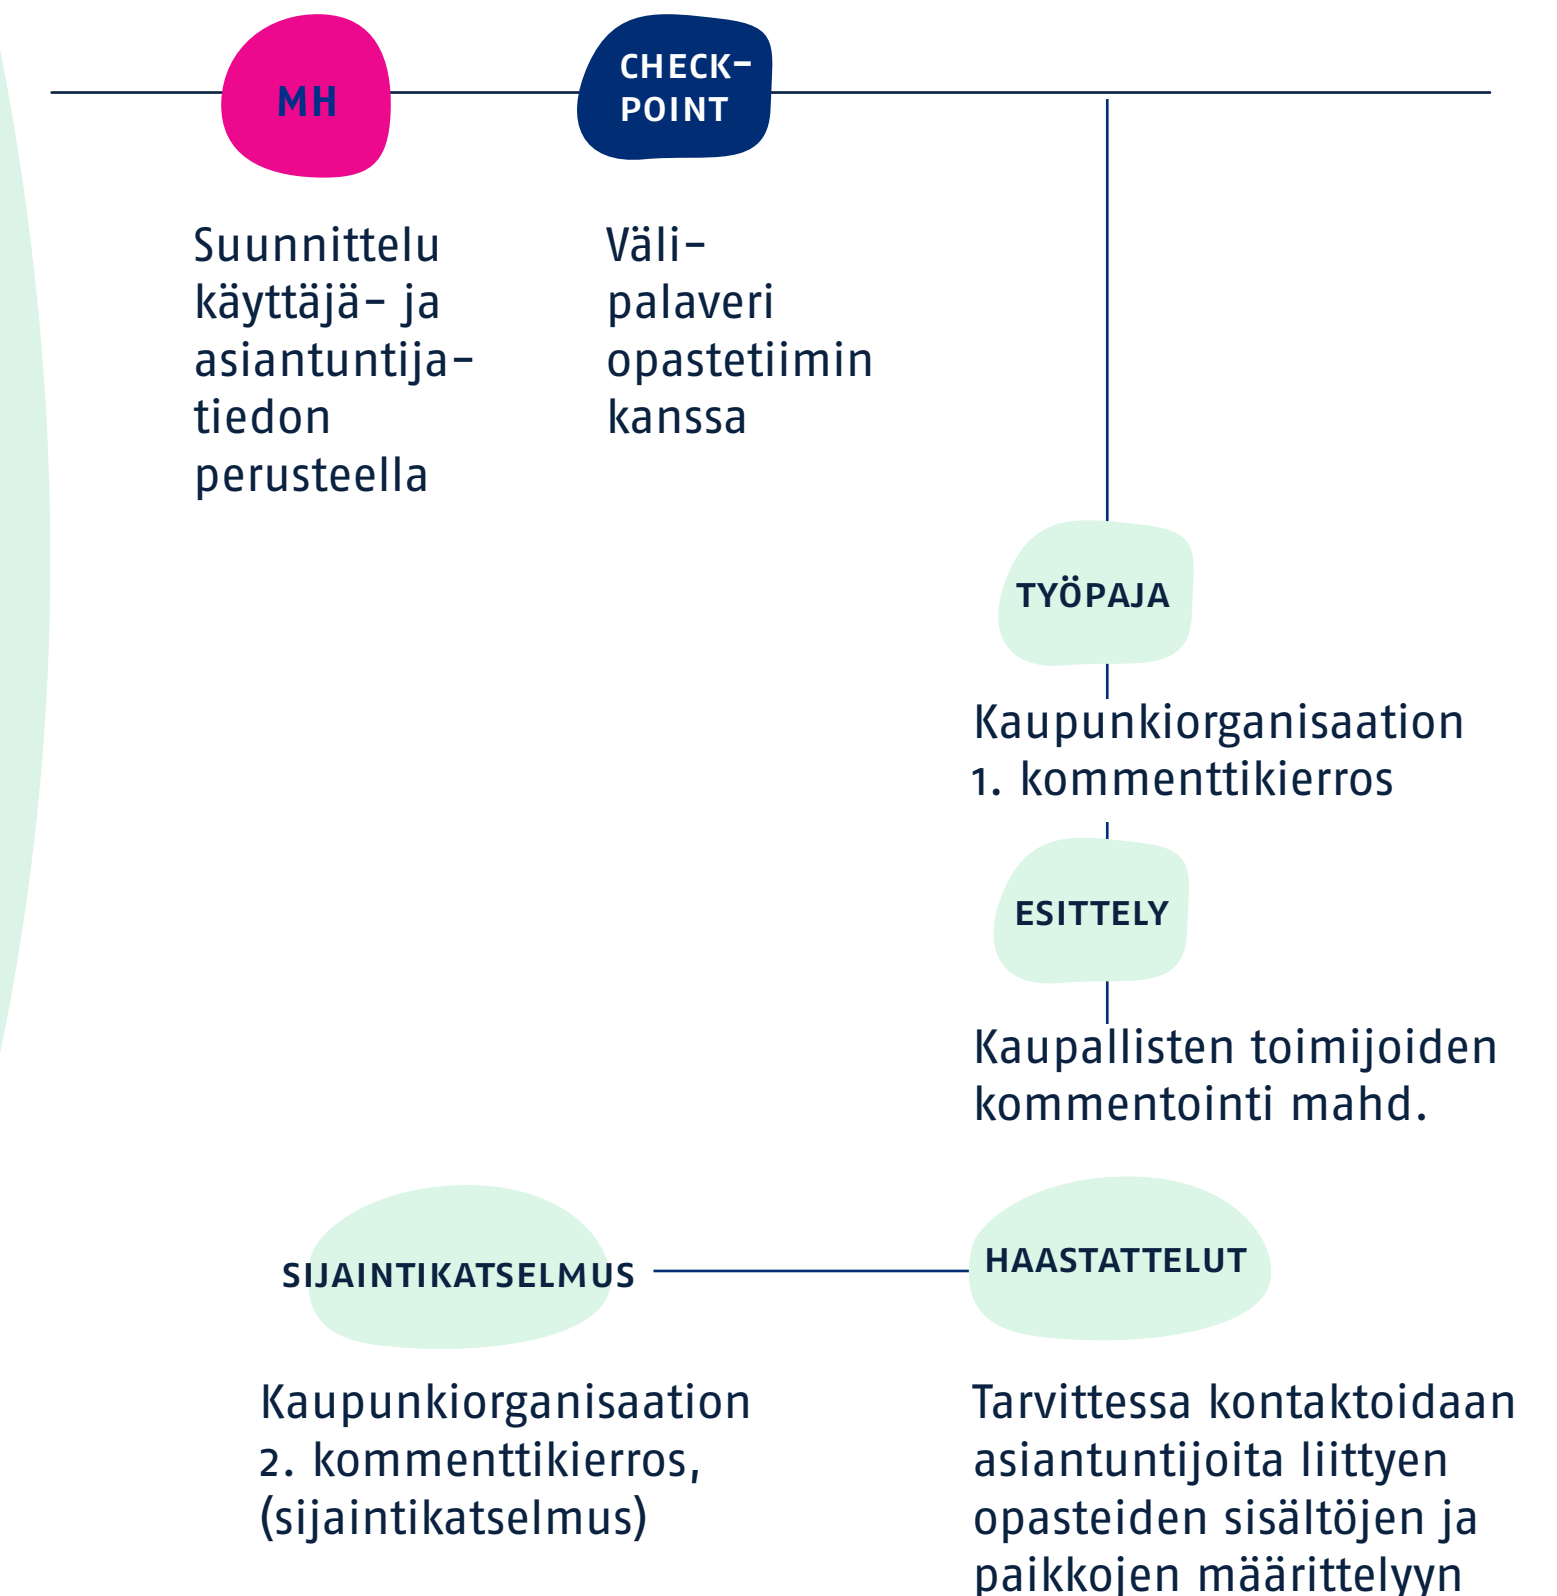 MH
CHECK-
POINT
Suunnittelu
käyttäjä- ja
asiantuntija-
tiedon
perusteella
Väli-
palaveri
opastetiimin
kanssa
TYÖPAJA
Kaupunkiorganisaation
1. kommenttikierros
ESITTELY
Kaupallisten toimijoiden
kommentointi mahd.
SIJAINTIKATSELMUS
Kaupunkiorganisaation
2. kommenttikierros,
(sijaintikatselmus)
HAASTATTELUT
Tarvittessa kontaktoidaan
asiantuntijoita liittyen
opasteiden sisältöjen ja
paikkojen määrittelyyn